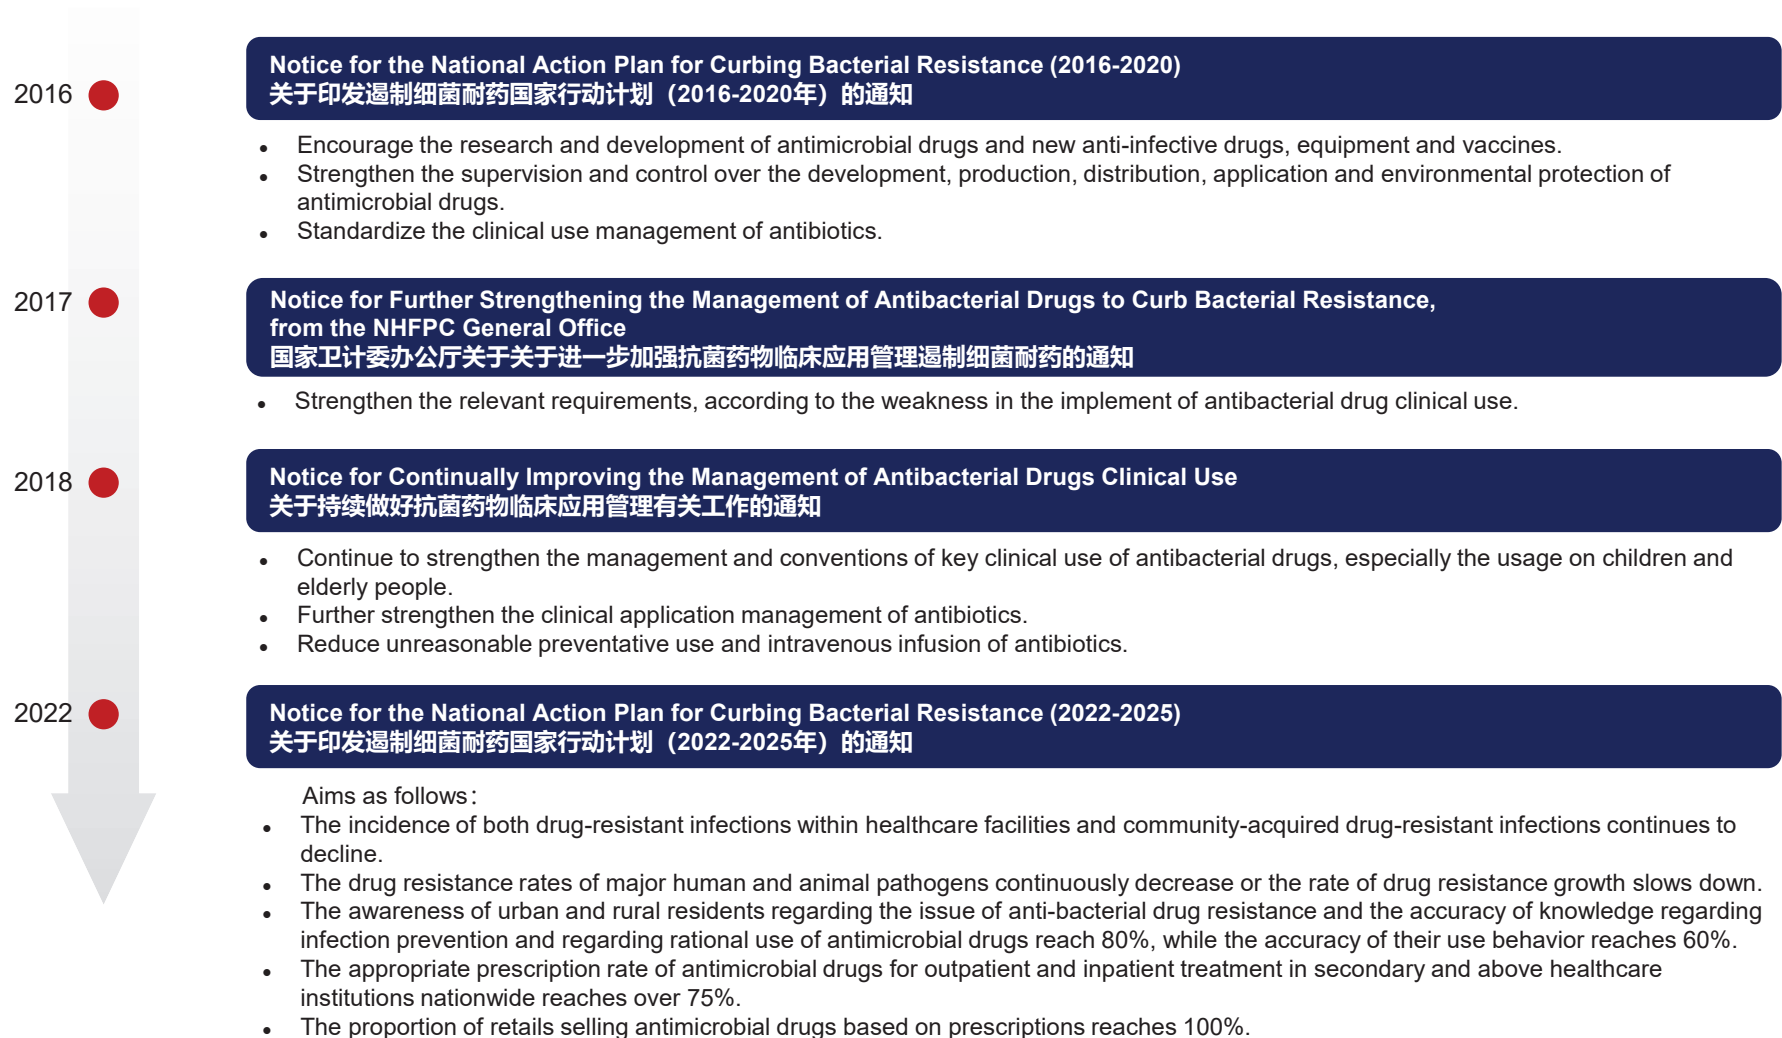 2016
Notice for the National Action Plan for Curbing Bacterial Resistance (2016-2020)
关于印发遏制细菌耐药国家行动计划（2016-2020年）的通知
• Encourage the research and development of antimicrobial drugs and new anti-infective drugs, equipment and vaccines.
• Strengthen the supervision and control over the development, production, distribution, application and environmental protection of
antimicrobial drugs.
• Standardize the clinical use management of antibiotics.
2017
Notice for Further Strengthening the Management of Antibacterial Drugs to Curb Bacterial Resistance,
from the NHFPC General Office
国家卫计委办公厅关于关于进一步加强抗菌药物临床应用管理遏制细菌耐药的通知
• Strengthen the relevant requirements, according to the weakness in the implement of antibacterial drug clinical use.
2018
Notice for Continually Improving the Management of Antibacterial Drugs Clinical Use
关于持续做好抗菌药物临床应用管理有关工作的通知
• Continue to strengthen the management and conventions of key clinical use of antibacterial drugs, especially the usage on children and
elderly people.
• Further strengthen the clinical application management of antibiotics.
• Reduce unreasonable preventative use and intravenous infusion of antibiotics.
2022
Notice for the National Action Plan for Curbing Bacterial Resistance (2022-2025)
关于印发遏制细菌耐药国家行动计划（2022-2025年）的通知
Aims as follows：
• The incidence of both drug-resistant infections within healthcare facilities and community-acquired drug-resistant infections continues to
decline.
• The drug resistance rates of major human and animal pathogens continuously decrease or the rate of drug resistance growth slows down.
• The awareness of urban and rural residents regarding the issue of anti-bacterial drug resistance and the accuracy of knowledge regarding
infection prevention and regarding rational use of antimicrobial drugs reach 80%, while the accuracy of their use behavior reaches 60%.
• The appropriate prescription rate of antimicrobial drugs for outpatient and inpatient treatment in secondary and above healthcare
institutions nationwide reaches over 75%.
• The proportion of retails selling antimicrobial drugs based on prescriptions reaches 100%.